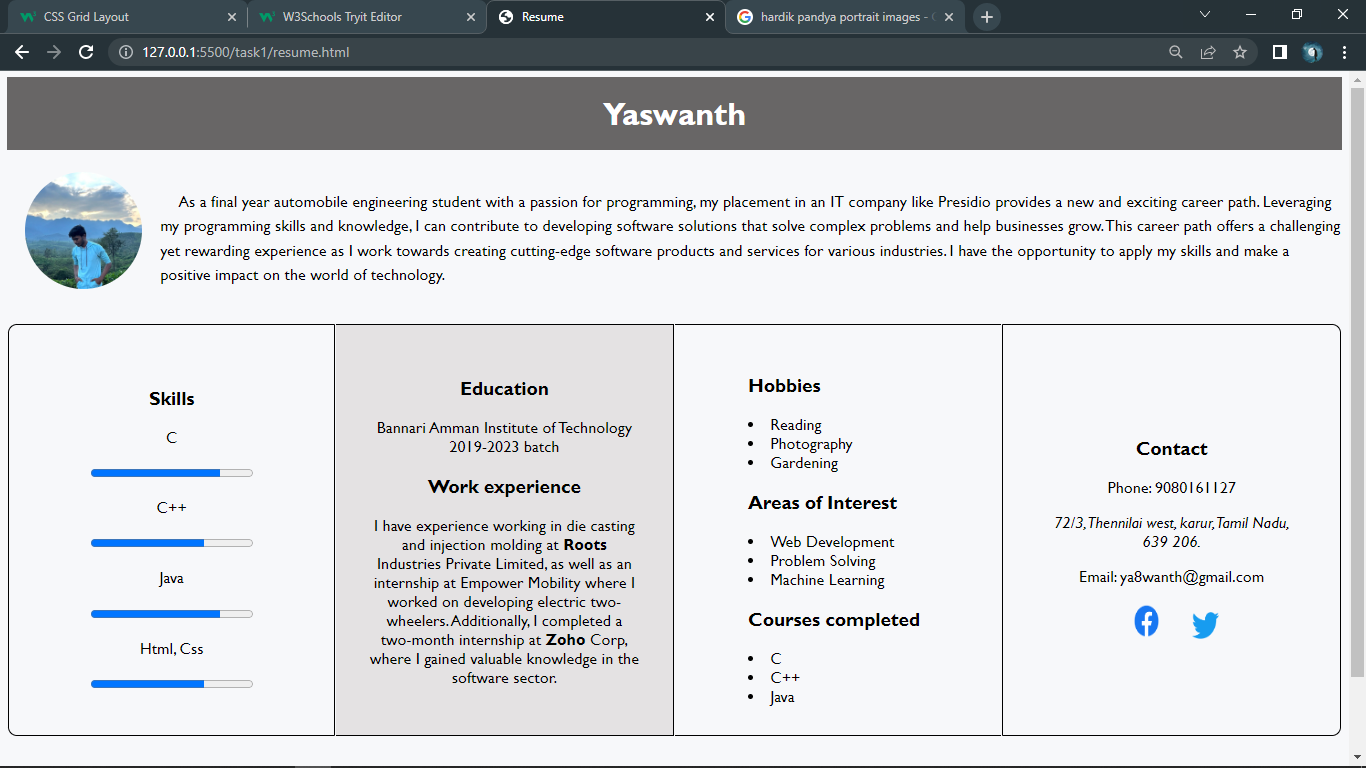 CSS Grid Layout
W3Schools Tryit Editor
Resume
hardik pandya portrait images -
127.0.0.1:5500/task1/resume.html
Yaswanth
As a final year automobile engineering student with a passion for programming, my placement in an IT company like Presidio provides a new and exciting career path. Leveraging
my programming skills and knowledge, I can contribute to developing software solutions that solve complex problems and help businesses grow. This career path offers a challenging
yet rewarding experience as I work towards creating cutting-edge software products and services for various industries. I have the opportunity to apply my skills and make a
positive impact on the world of technology.
Skills
C
C++
Java
Html, Css
Education
Bannari Amman Institute of Technology
2019-2023 batch
Work experience
I have experience working in die casting
and injection molding at Roots
Industries Private Limited, as well as an
internship at Empower Mobility where I
worked on developing electric two-
wheelers. Additionally, I completed a
two-month internship at Zoho Corp,
where I gained valuable knowledge in the
software sector.
Hobbies
• Reading
• Photography
• Gardening
Areas of Interest
• Web Development
• Problem Solving
• Machine Learning
Courses completed
• C
• C++
• Java
Contact
Phone: 9080161127
72/3, Thennilai west, karur, Tamil Nadu,
639 206.
Email: ya8wanth@gmail.com